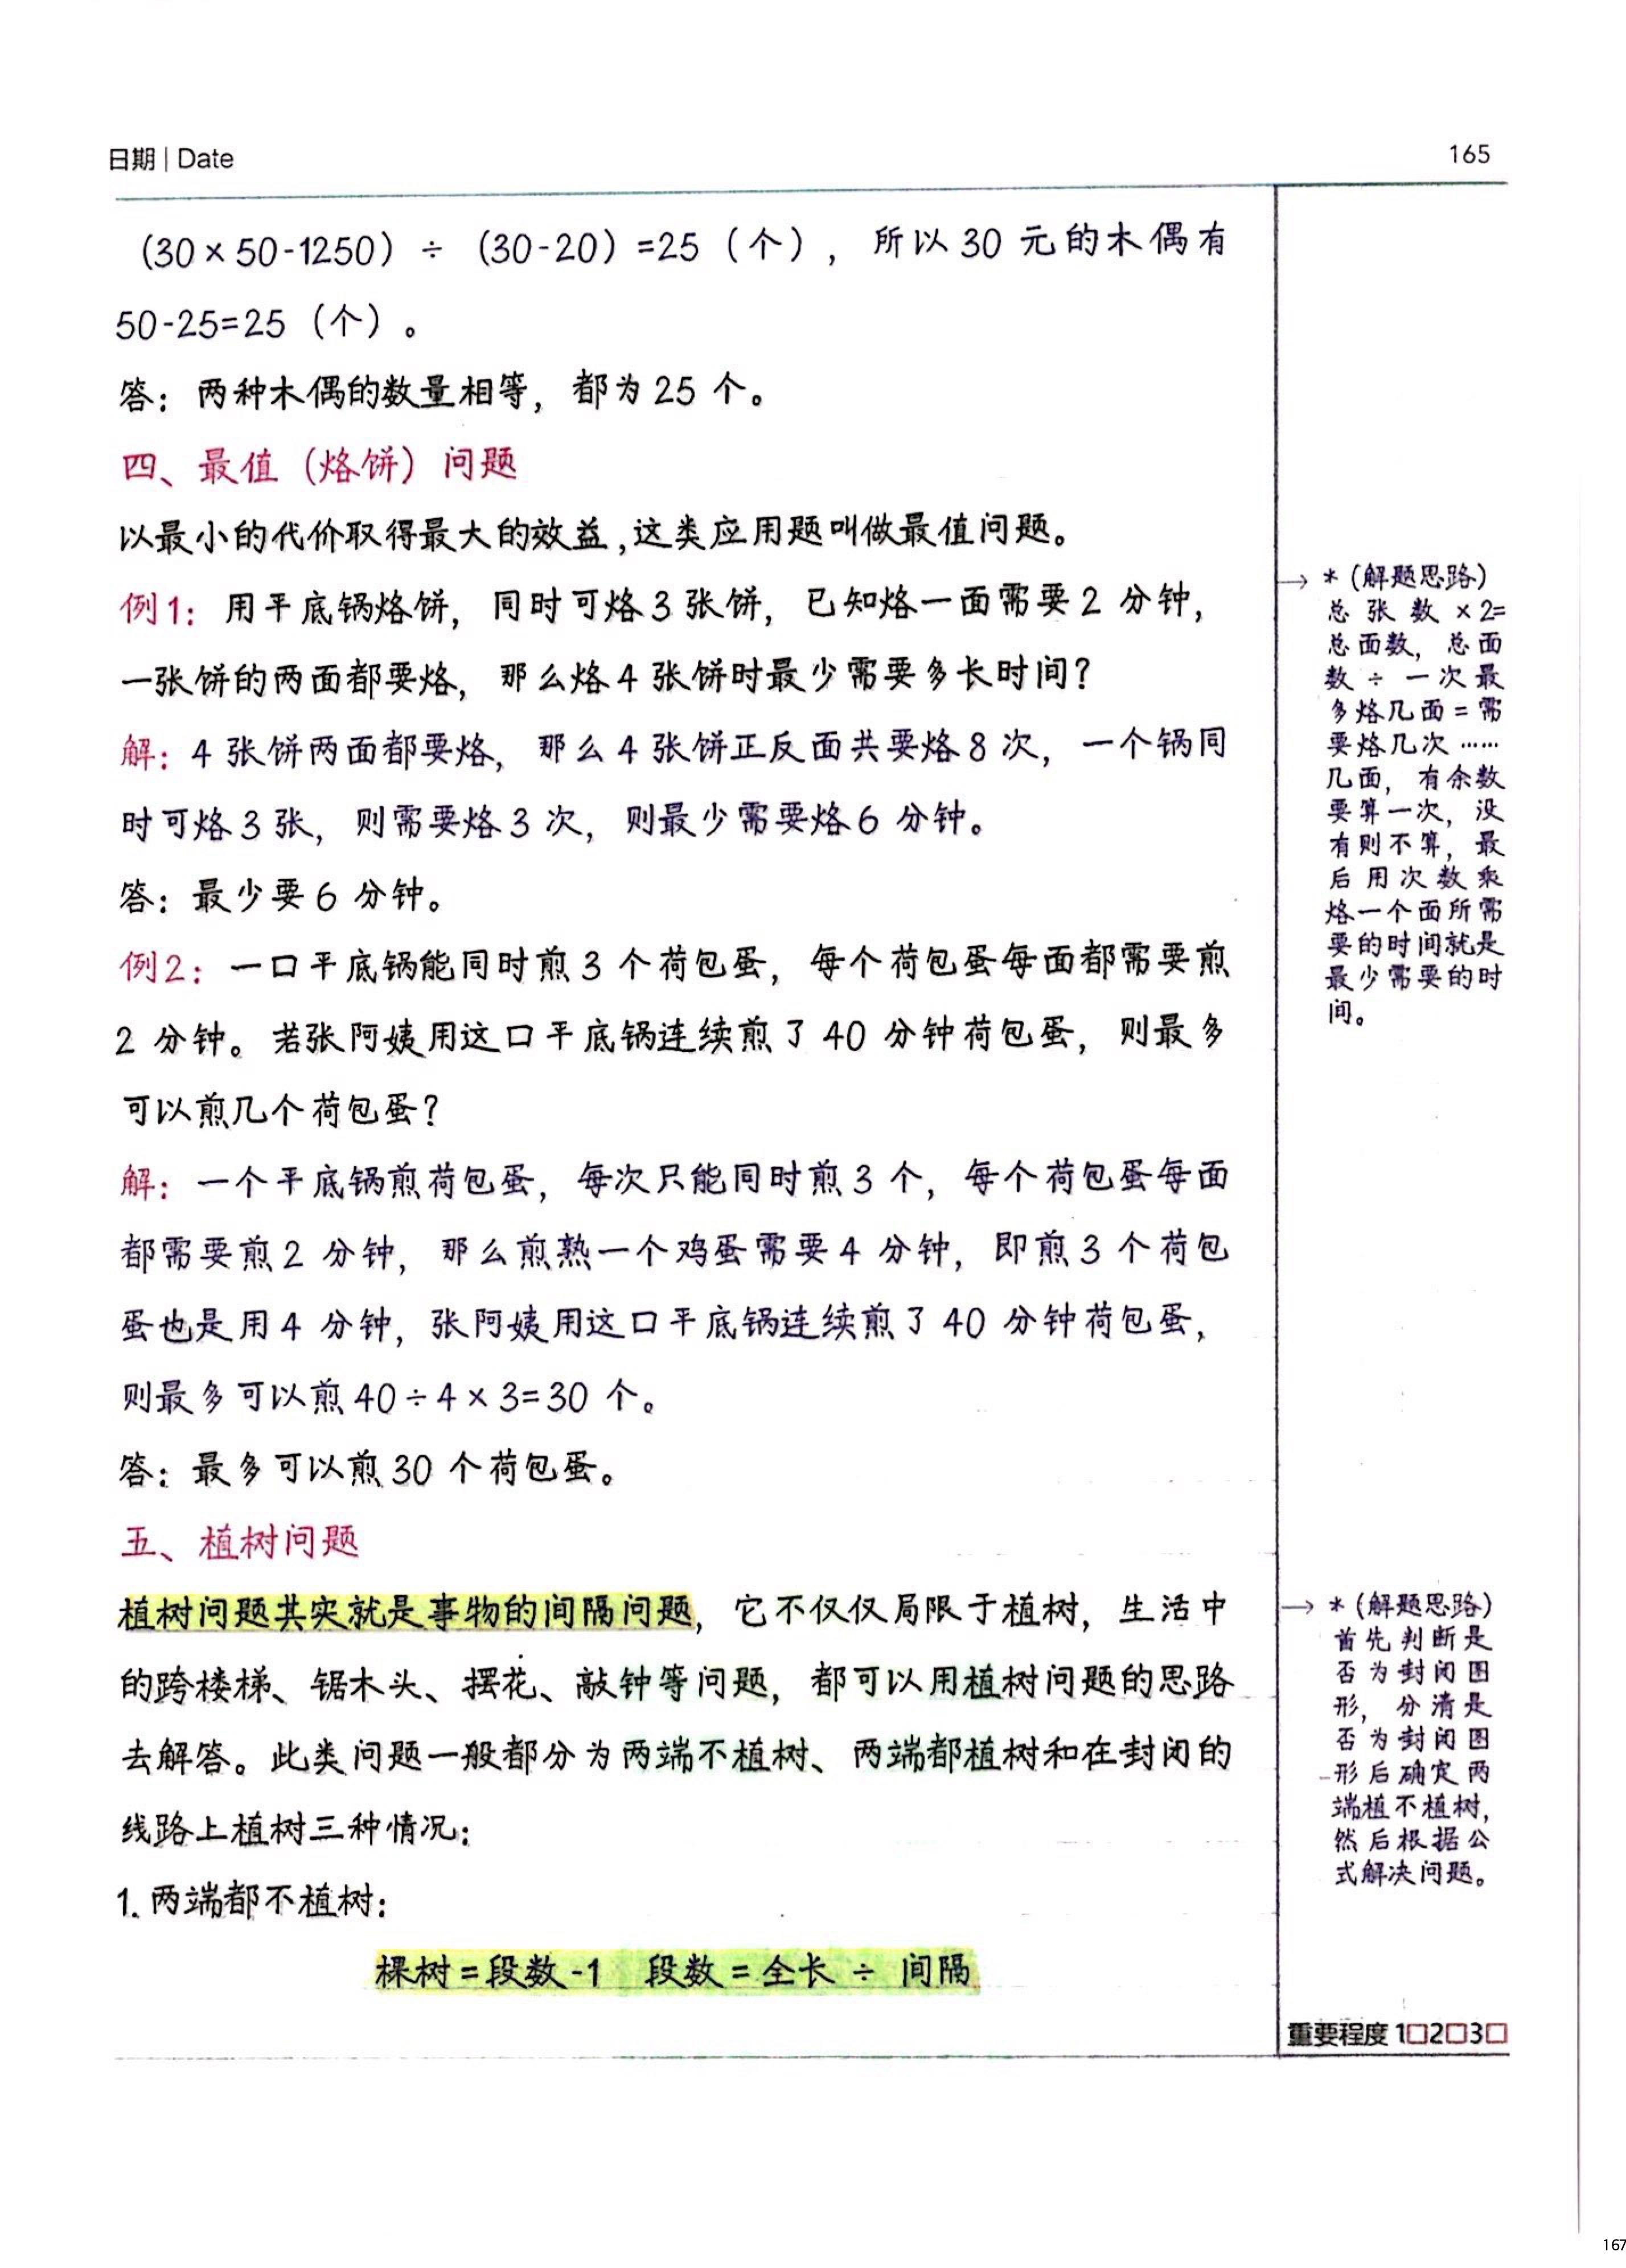 日期 | Date
165
（30×50-1250）÷（30-20）=25（个），所以30元的木偶有
50-25=25（个）。
答：两种木偶的数量相等，都为25个。
四、最值（烙饼）问题
以最小的代价取得最大的效益,这类应用题叫做最值问题。
例1：用平底锅烙饼，同时可烙3张饼，已知烙一面需要2分钟，
一张饼的两面都要烙，那么烙4张饼时最少需要多长时间？
解：4张饼两面都要烙，那么4张饼正反面共要烙8次，一个锅同
时可烙3张，则需要烙3次，则最少需要烙6分钟。
答：最少要6分钟。
例2：一口平底锅能同时煎3个荷包蛋，每个荷包蛋每面都需要煎
2分钟。若张阿姨用这口平底锅连续煎了40分钟荷包蛋，则最多
可以煎几个荷包蛋？
解：一个平底锅煎荷包蛋，每次只能同时煎3个，每个荷包蛋每面
都需要煎2分钟，那么煎熟一个鸡蛋需要4分钟，即煎3个荷包
蛋也是用4分钟，张阿姨用这口平底锅连续煎了40分钟荷包蛋，
则最多可以煎40÷4×3=30个。
答：最多可以煎30个荷包蛋。
五、植树问题
植树问题其实就是事物的间隔问题，它不仅仅局限于植树，生活中
的跨楼梯、锯木头、摆花、敲钟等问题，都可以用植树问题的思路
去解答。此类问题一般都分为两端不植树、两端都植树和在封闭的
线路上植树三种情况：
1.两端都不植树：
棵树=段数-1 段数=全长÷间隔
→ *（解题思路）
总张数×2=
总面数，总面
数÷一次最
多烙几面=需
要烙几次……
几面，有余数
要算一次，没
有则不算，最
后用次数乘
烙一个面所需
要的时间就是
最少需要的时
间。
→ *（解题思路）
首先判断是
否为封闭图
形，分清是
否为封闭图
形后确定两
端植不植树，
然后根据公
式解决问题。
重要程度1□2□3□
167